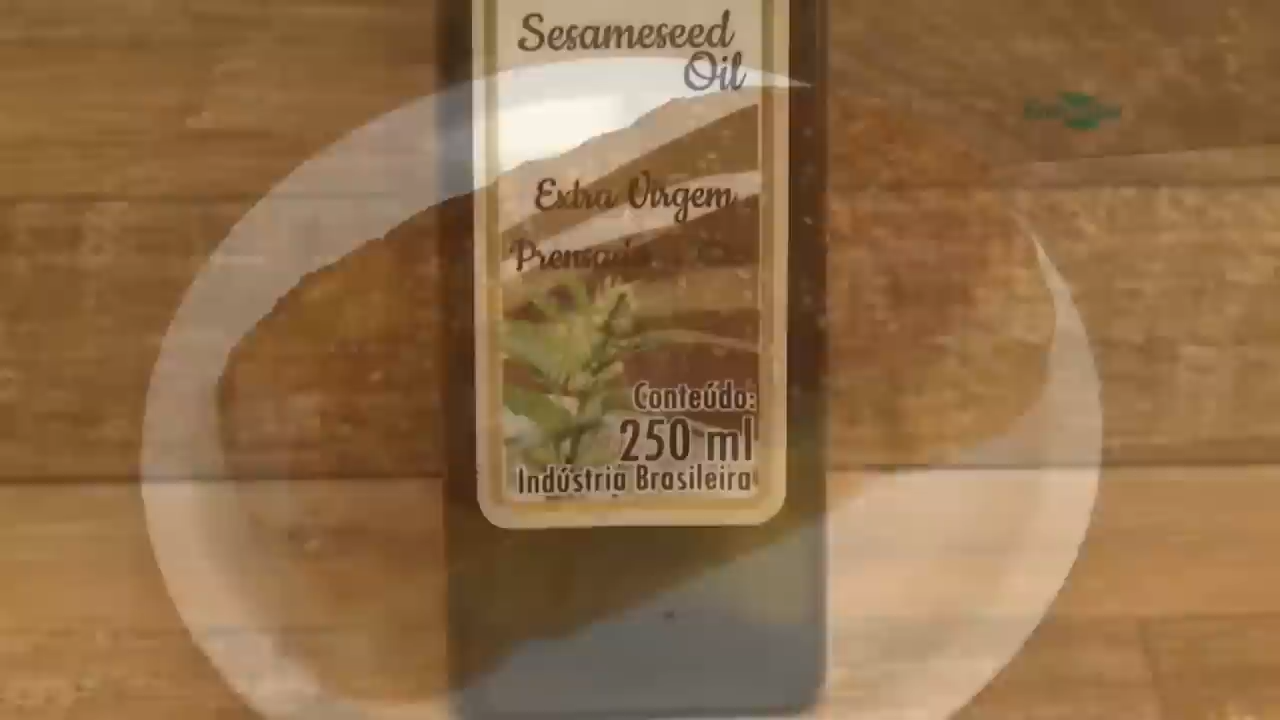 Sesameseed
Oil
Extra Virgem
Conteúdo:
250 ml
Indústria Brasileira